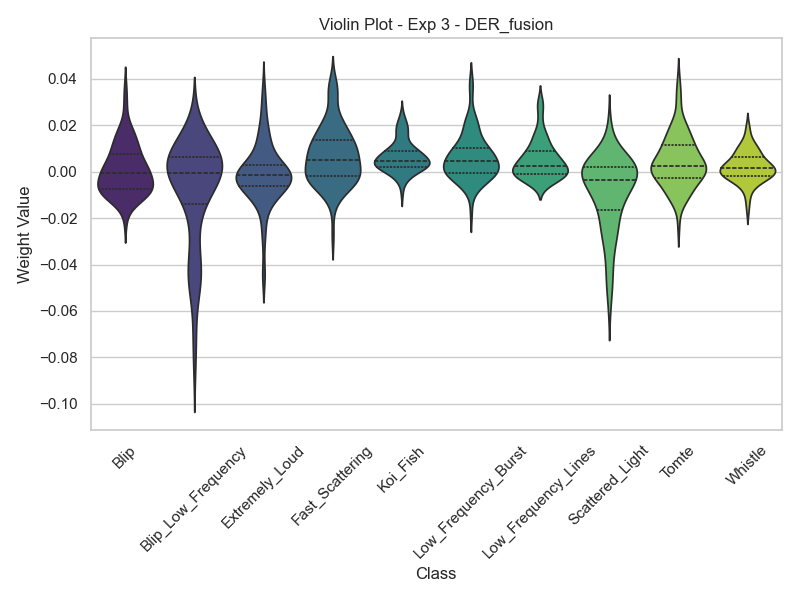 Violin Plot - Exp 3 - DER_fusion
Weight Value
0.04
0.02
0.00
−0.02
−0.04
−0.06
−0.08
−0.10
Blip
Blip_Low_Frequency
Extremely_Loud
Fast_Scattering
Koi_Fish
Low_Frequency_Burst
Low_Frequency_Lines
Scattered_Light
Tomte
Whistle
Class